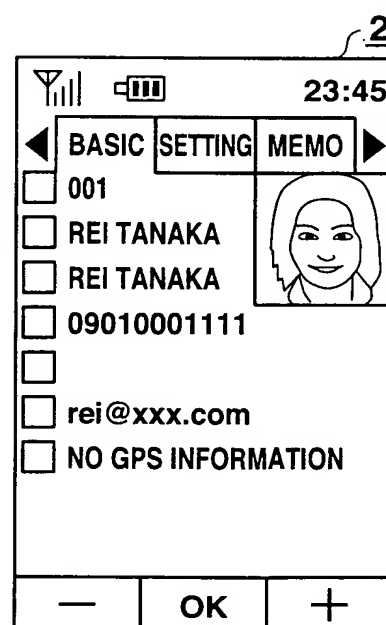 2
23:45
BASIC SETTING MEMO
001
REI TANAKA
REI TANAKA
09010001111
rei@xxx.com
NO GPS INFORMATION
— OK +